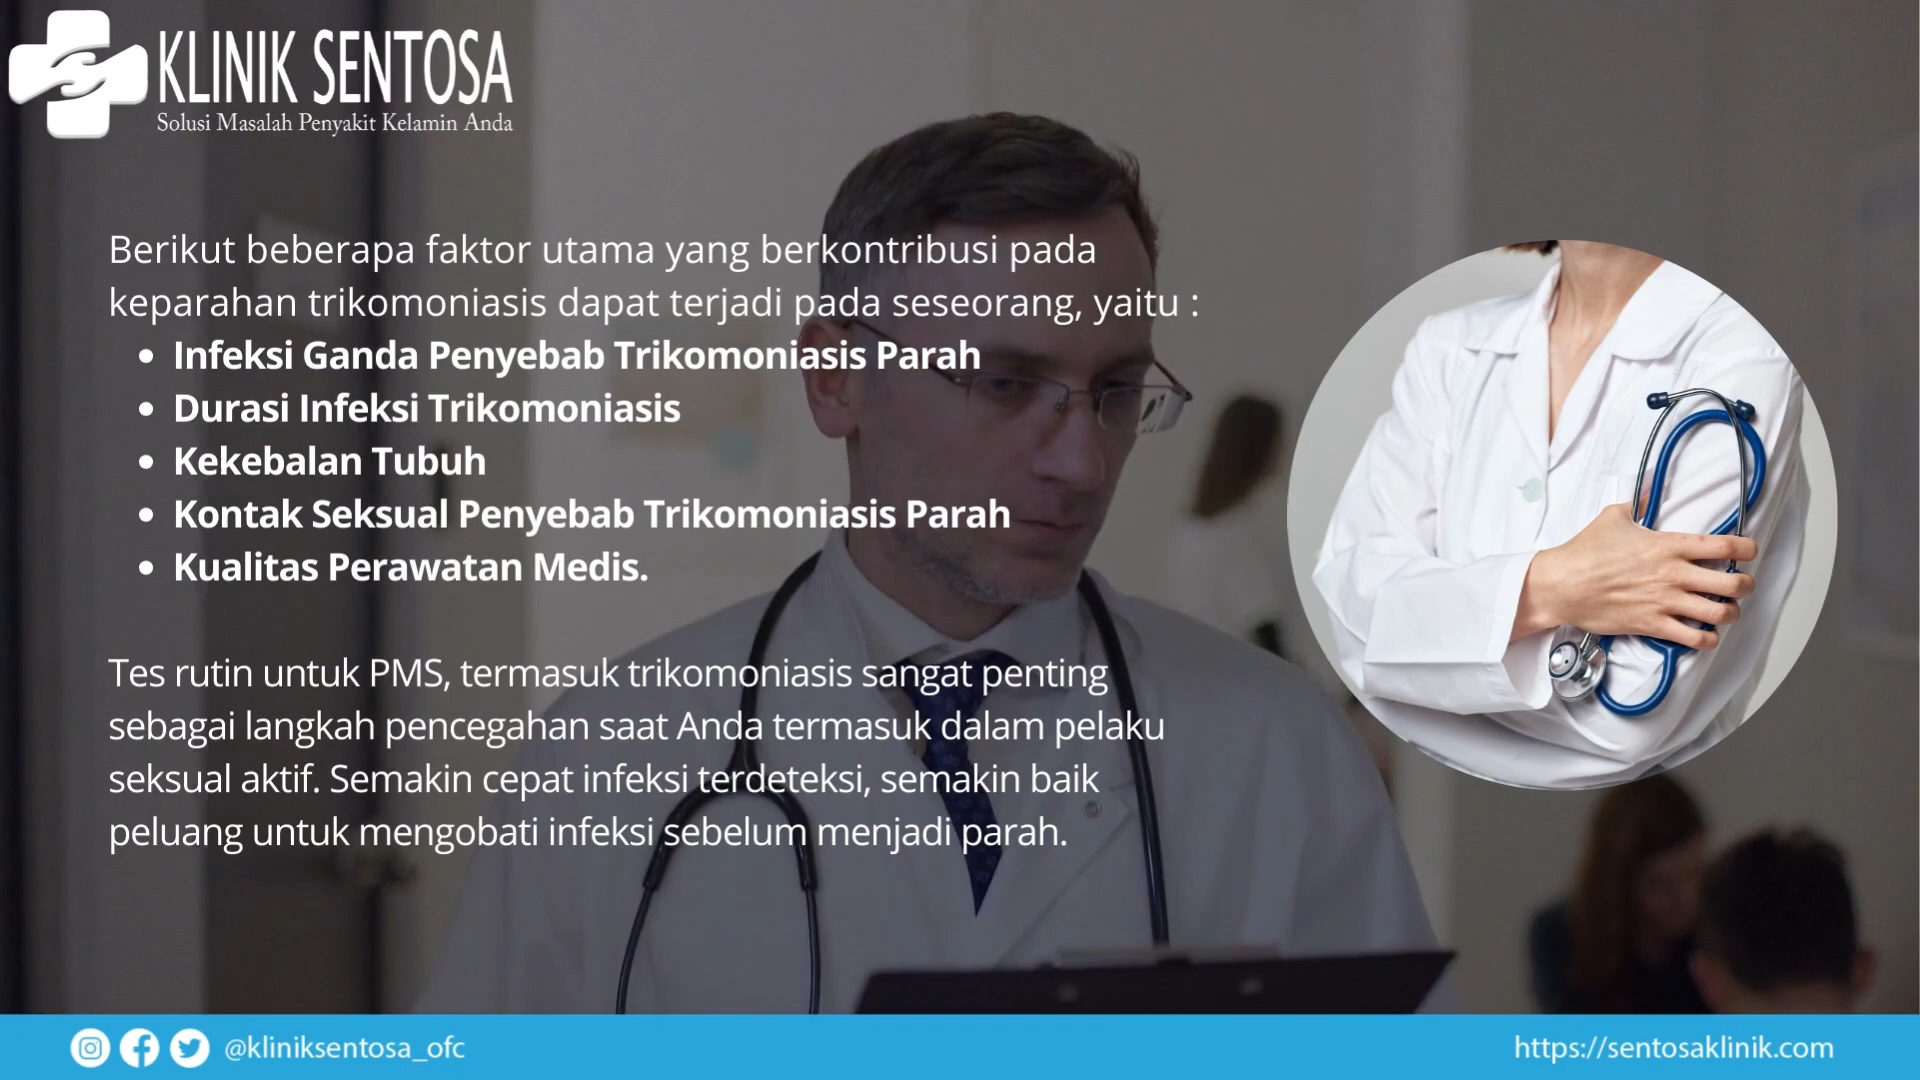 KLINIK SENTOSA
Solusi Masalah Penyakit Kelamin Anda
Berikut beberapa faktor utama yang berkontribusi pada
keparahan trikomoniasis dapat terjadi pada seseorang, yaitu :
• Infeksi Ganda Penyebab Trikomoniasis Parah
• Durasi Infeksi Trikomoniasis
• Kekebalan Tubuh
• Kontak Seksual Penyebab Trikomoniasis Parah
• Kualitas Perawatan Medis.
Tes rutin untuk PMS, termasuk trikomoniasis sangat penting
sebagai langkah pencegahan saat Anda termasuk dalam pelaku
seksual aktif. Semakin cepat infeksi terdeteksi, semakin baik
peluang untuk mengobati infeksi sebelum menjadi parah.
@kliniksentosa_ofc
https://sentosaklinik.com